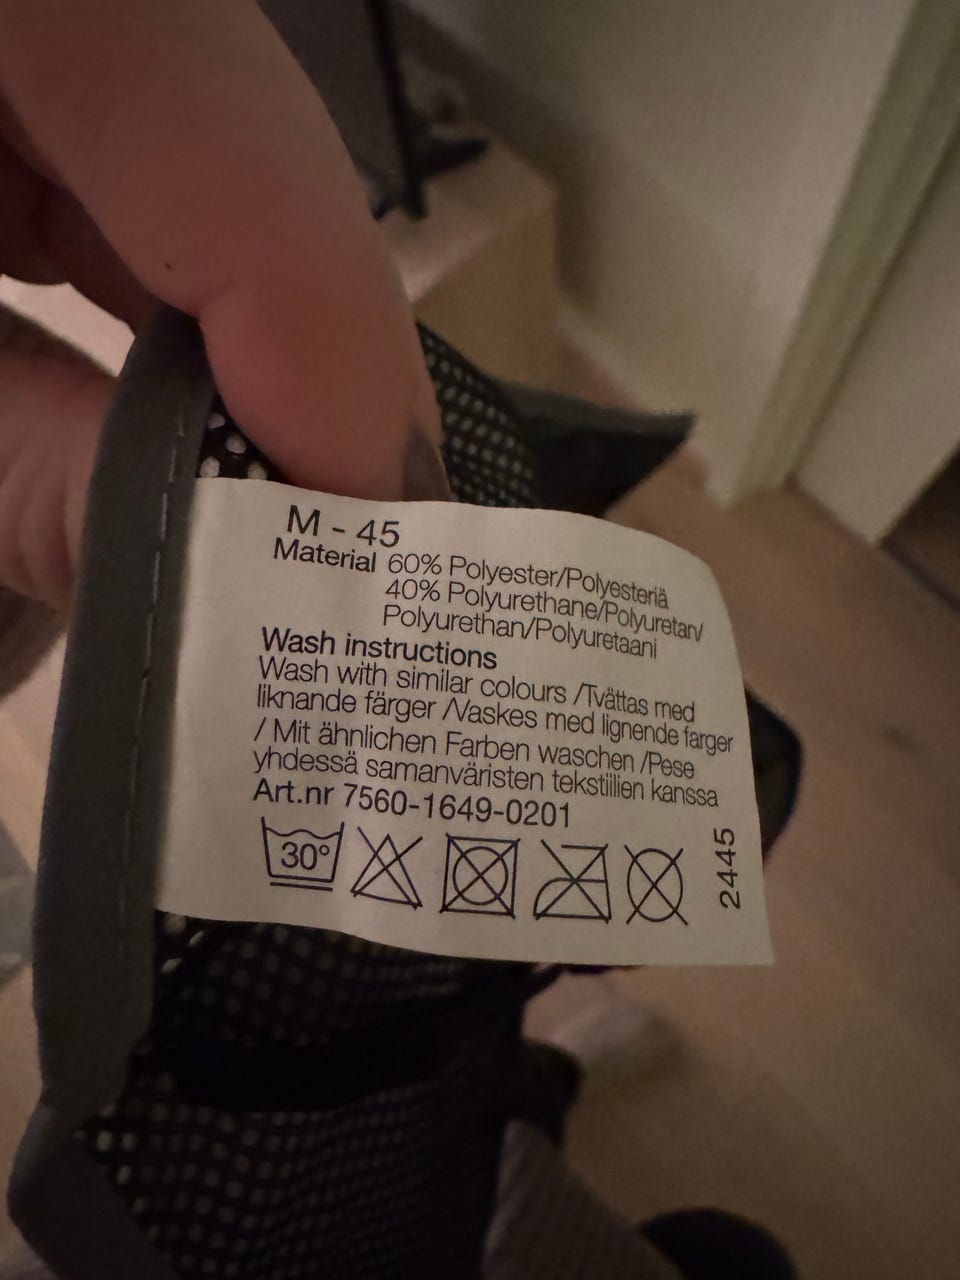 M - 45
Material 60% Polyester/Polyesteriä
40% Polyurethane/Polyuretan/
Polyurethan/Polyuretaani
Wash instructions
Wash with similar colours /Tvättas med
liknande färger /Vaskes med lignende farger
/ Mit ähnlichen Farben waschen /Pese
yhdessä samanväristen tekstiilien kanssa
Art.nr 7560-1649-0201
30°
2445